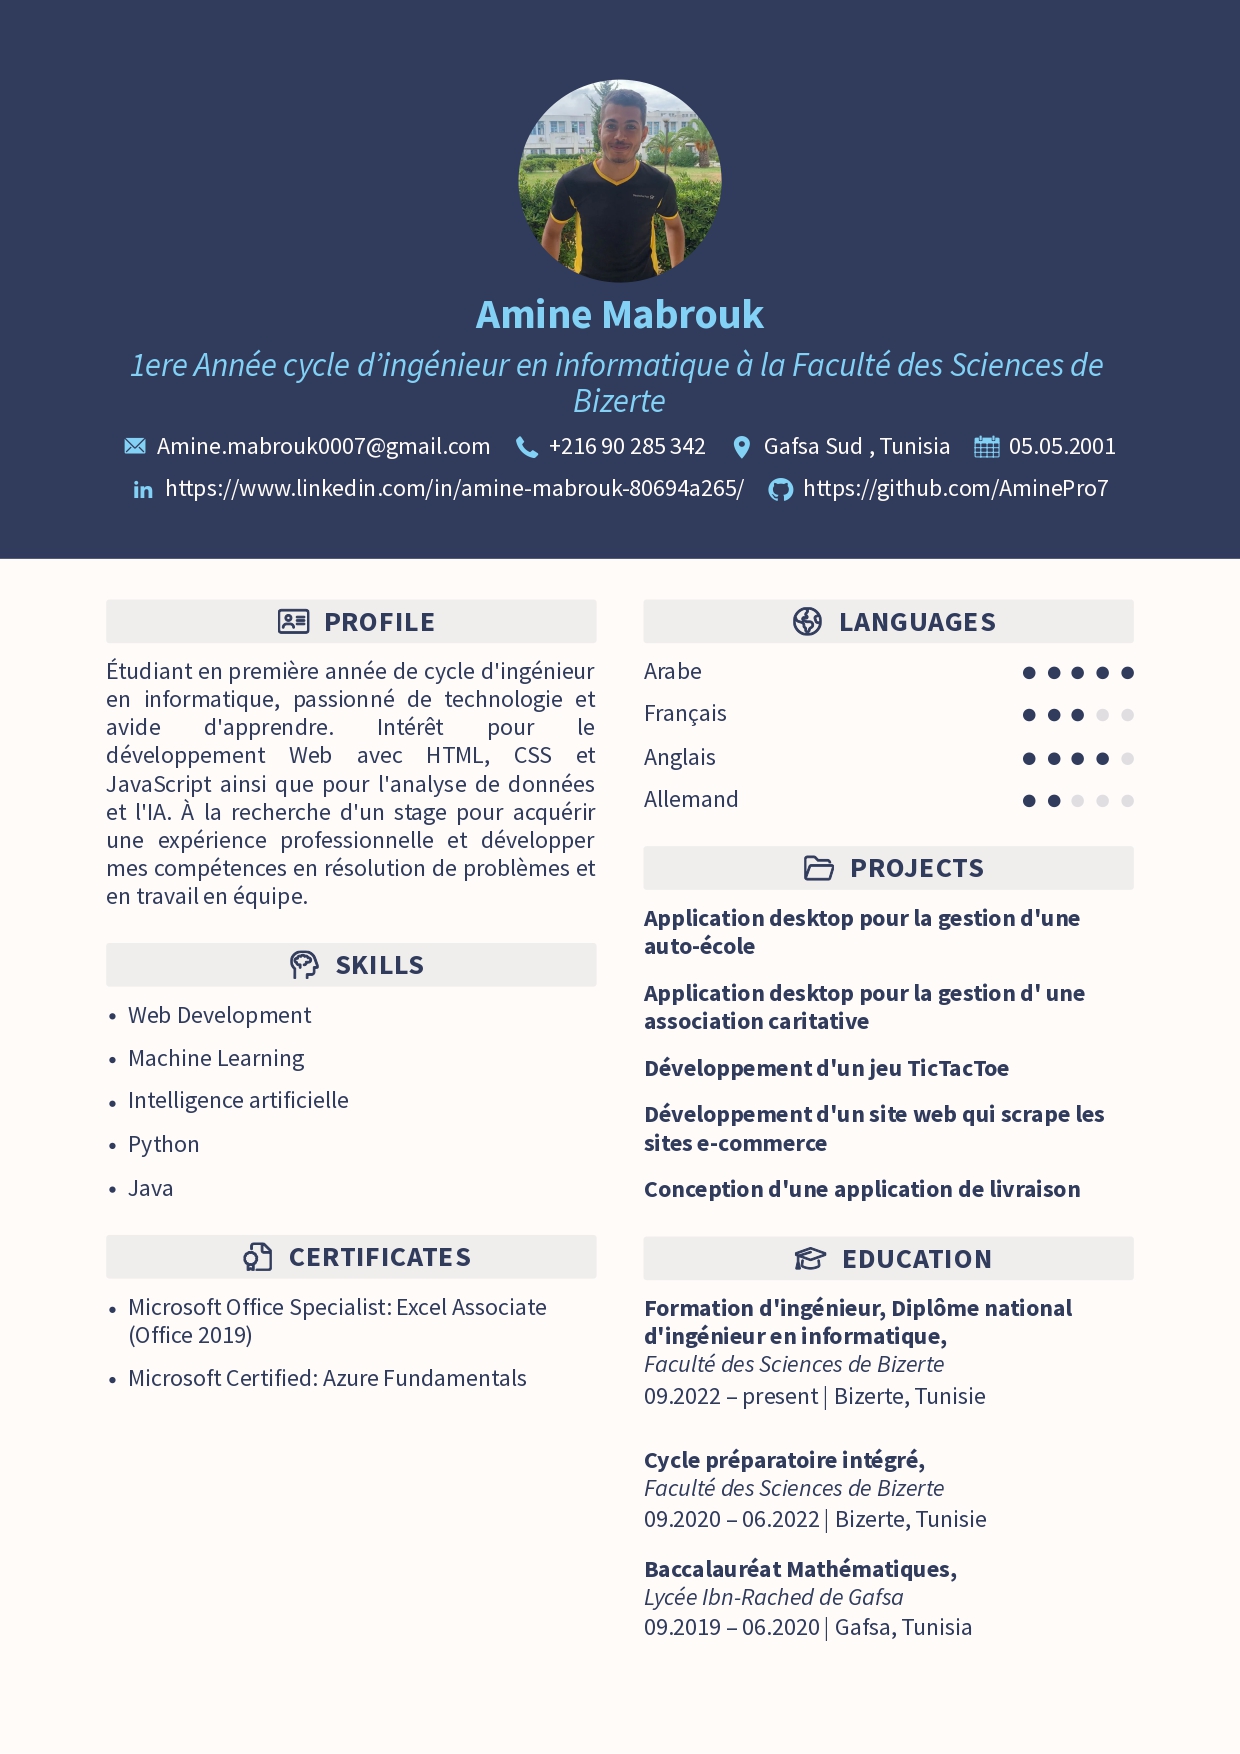 Amine Mabrouk
1ere Année cycle d’ingénieur en informatique à la Faculté des Sciences de
Bizerte
Amine.mabrouk0007@gmail.com +216 90 285 342 Gafsa Sud , Tunisia 05.05.2001
https://www.linkedin.com/in/amine-mabrouk-80694a265/ https://github.com/AminePro7
PROFILE
Étudiant en première année de cycle d'ingénieur
en informatique, passionné de technologie et
avide d'apprendre. Intérêt pour le
développement Web avec HTML, CSS et
JavaScript ainsi que pour l'analyse de données
et l'IA. À la recherche d'un stage pour acquérir
une expérience professionnelle et développer
mes compétences en résolution de problèmes et
en travail en équipe.
SKILLS
• Web Development
• Machine Learning
• Intelligence artificielle
• Python
• Java
CERTIFICATES
• Microsoft Office Specialist: Excel Associate
(Office 2019)
• Microsoft Certified: Azure Fundamentals
LANGUAGES
Arabe
Français
Anglais
Allemand
PROJECTS
Application desktop pour la gestion d'une
auto-école
Application desktop pour la gestion d' une
association caritative
Développement d'un jeu TicTacToe
Développement d'un site web qui scrape les
sites e-commerce
Conception d'une application de livraison
EDUCATION
Formation d'ingénieur, Diplôme national
d'ingénieur en informatique,
Faculté des Sciences de Bizerte
09.2022 – present | Bizerte, Tunisie
Cycle préparatoire intégré,
Faculté des Sciences de Bizerte
09.2020 – 06.2022 | Bizerte, Tunisie
Baccalauréat Mathématiques,
Lycée Ibn-Rached de Gafsa
09.2019 – 06.2020 | Gafsa, Tunisia